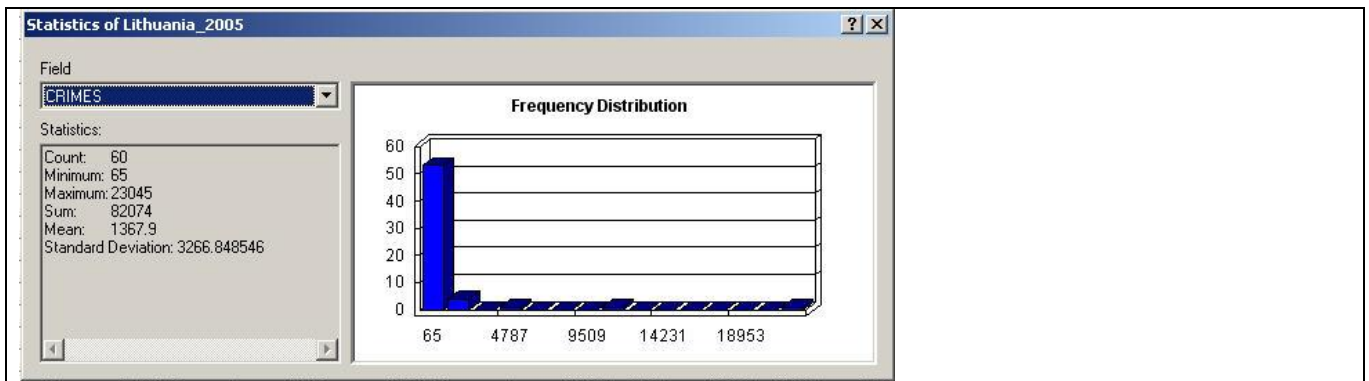 Statistics of Lithuania_2005
Field
CRIMES
Statistics:
Count: 60
Minimum: 65
Maximum: 23045
Sum: 82074
Mean: 1367.9
Standard Deviation: 3266.848546
Frequency Distribution
60
50
40
30
20
10
0
65 4787 9509 14231 18953